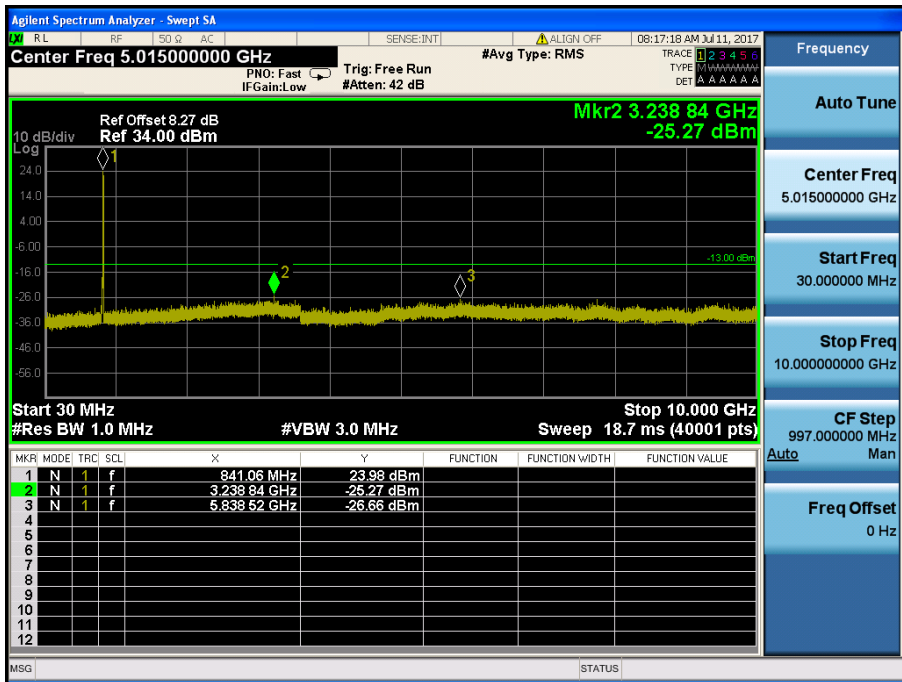 Agilent Spectrum Analyzer - Swept SA
LXI RL RF 50 Ω AC SENSE:INT ALIGN OFF 08:17:18 AM Jul 11, 2017
Center Freq 5.015000000 GHz
PNO: Fast
IFGain:Low
Trig: Free Run
#Atten: 42 dB
#Avg Type: RMS
TRACE 1 2 3 4 5 6
TYPE M WWWWW
DET A A A A A A
Frequency
Auto Tune
Center Freq
5.015000000 GHz
Start Freq
30.000000 MHz
Stop Freq
10.000000000 GHz
CF Step
997.000000 MHz
Auto Man
Freq Offset
0 Hz
Mkr2 3.238 84 GHz
-25.27 dBm
Ref Offset 8.27 dB
10 dB/div Ref 34.00 dBm
Log
1
24.0
14.0
4.00
-6.00
-13.00 dBm
-16.0
2
3
-26.0
-36.0
-46.0
-56.0
Start 30 MHz Stop 10.000 GHz
#Res BW 1.0 MHz #VBW 3.0 MHz Sweep 18.7 ms (40001 pts)
MKR MODE TRC SCL X Y FUNCTION FUNCTION WIDTH FUNCTION VALUE
1 N 1 f 841.06 MHz 23.98 dBm
2 N 1 f 3.238 84 GHz -25.27 dBm
3 N 1 f 5.838 52 GHz -26.66 dBm
4
5
6
7
8
9
10
11
12
MSG STATUS